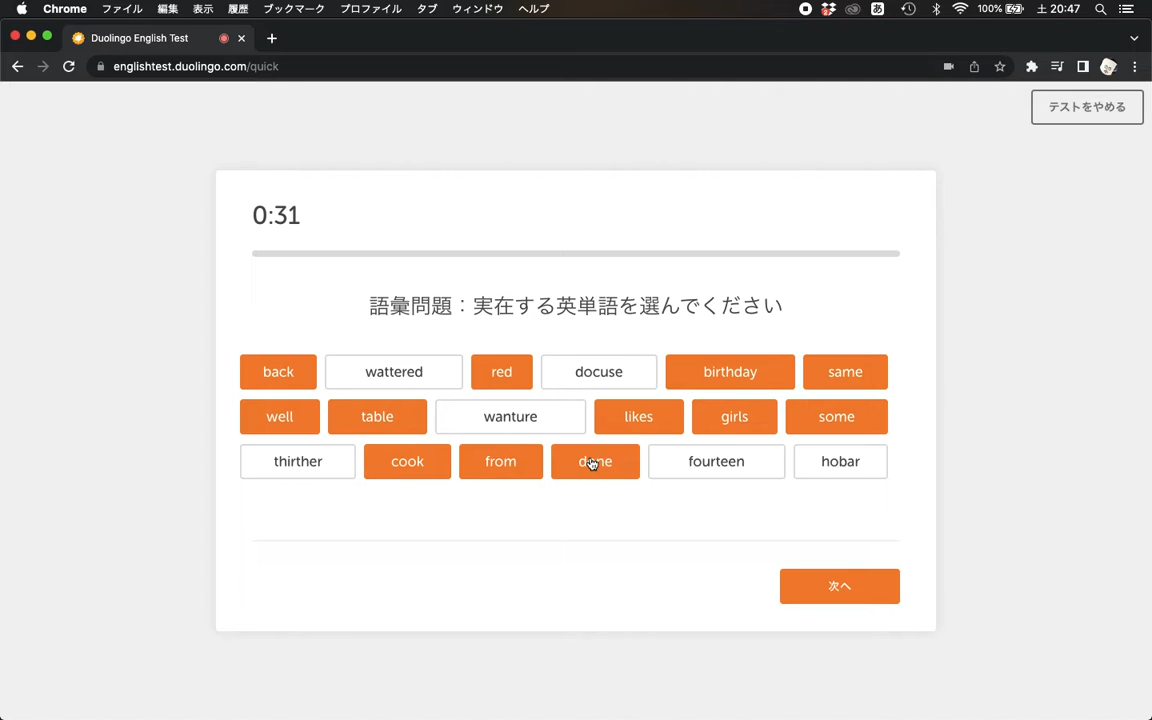 Chrome ファイル 編集 表示 履歴 ブックマーク プロファイル タブ ウィンドウ ヘルプ あ 100% 土 20:47
Duolingo English Test
englishtest.duolingo.com/quick
テストをやめる
0:31
語彙問題：実在する英単語を選んでください
back wattered red docuse birthday same
well table wanture likes girls some
thirther cook from fourteen hobar
次へ